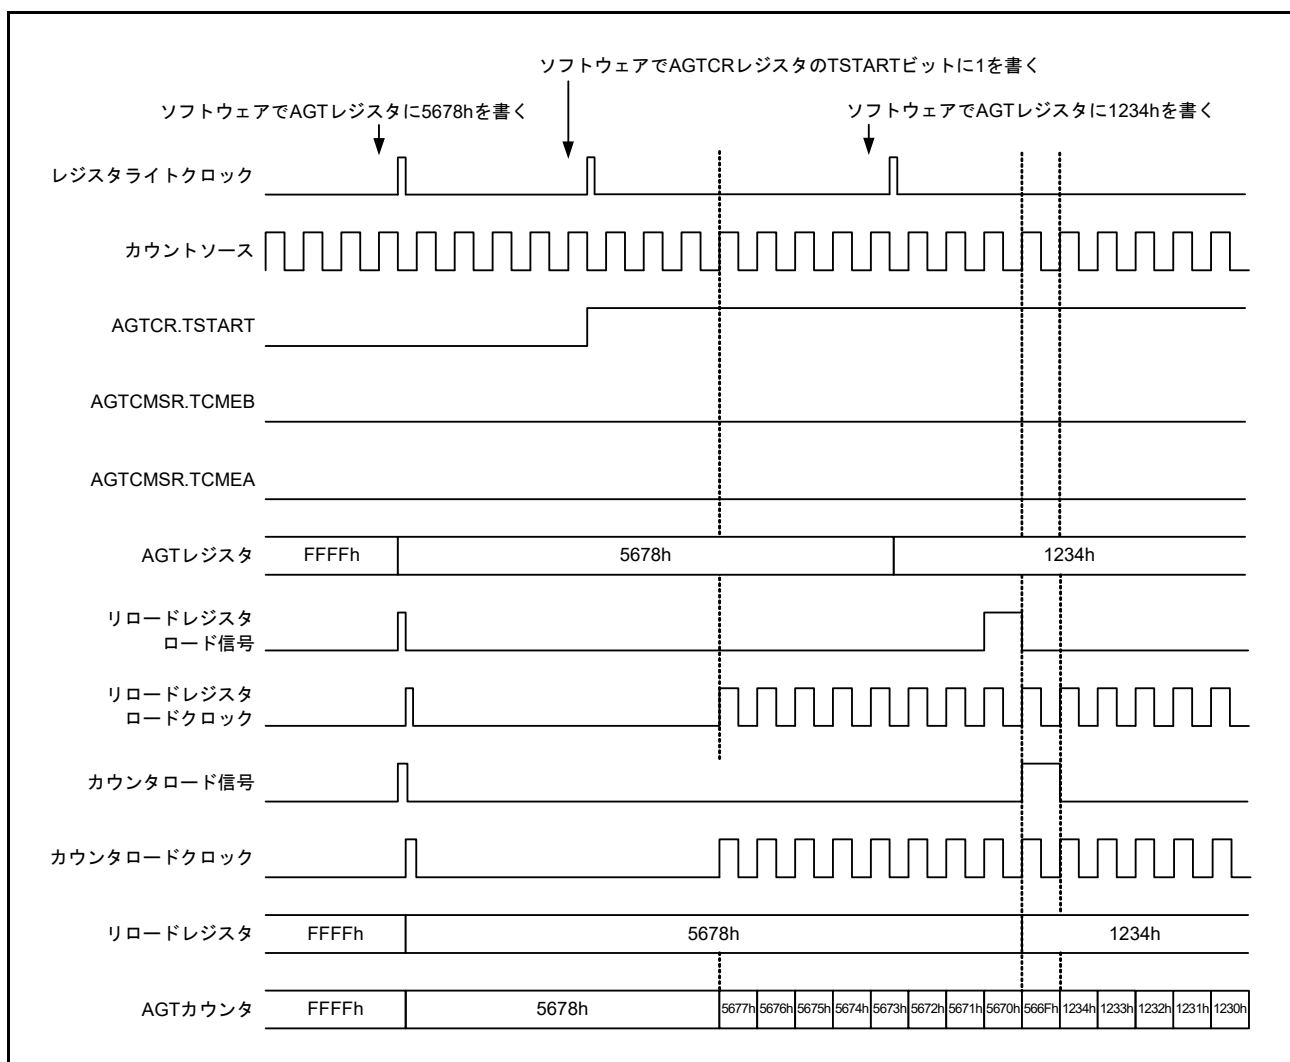 ソフトウェアでAGTCRレジスタのTSTARTビットに1を書く
ソフトウェアでAGTレジスタに5678hを書く
ソフトウェアでAGTレジスタに1234hを書く
レジスタライトクロック
カウントソース
AGTCR.TSTART
AGTCMSR.TCMEB
AGTCMSR.TCMEA
AGTレジスタ FFFFh 5678h 1234h
リロードレジスタ
ロード信号
リロードレジスタ
ロードクロック
カウンタロード信号
カウンタロードクロック
リロードレジスタ FFFFh 5678h 1234h
AGTカウンタ FFFFh 5678h 5677h 5676h 5675h 5674h 5673h 5672h 5671h 5670h 566Fh 1234h 1233h 1232h 1231h 1230h